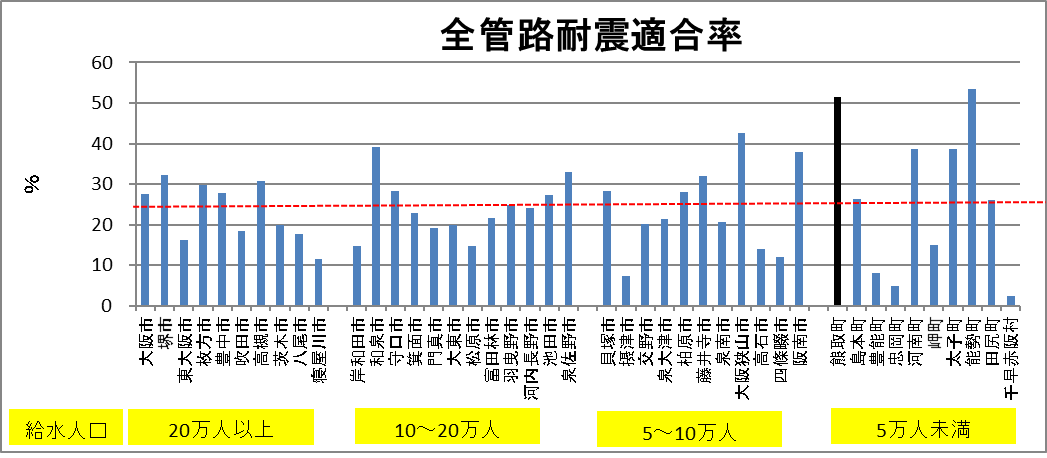 全管路耐震適合率
60
50
40
30
20
10
0
%
大阪市
堺市
東大阪市
枚方市
豊中市
吹田市
高槻市
茨木市
八尾市
寝屋川市
岸和田市
和泉市
守口市
箕面市
門真市
大東市
松原市
富田林市
羽曳野市
河内長野市
池田市
泉佐野市
貝塚市
摂津市
交野市
泉大津市
柏原市
藤井寺市
泉南市
大阪狭山市
高石市
四條畷市
阪南市
熊取町
島本町
豊能町
忠岡町
河南町
岬町
太子町
能勢町
田尻町
千早赤阪村
給水人口
20万人以上
10～20万人
5～10万人
5万人未満